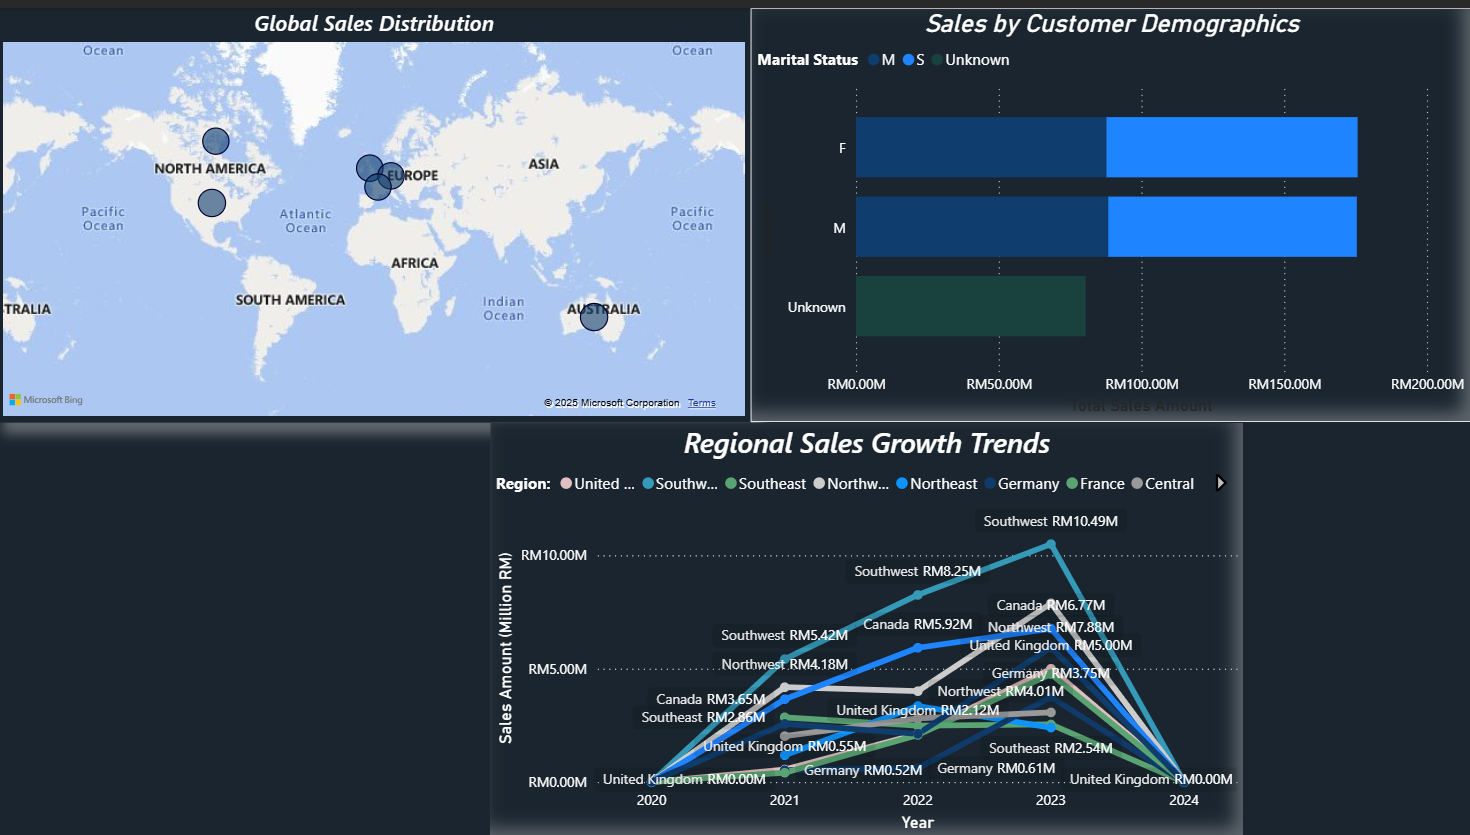 Global Sales Distribution
Ocean
Ocean
NORTH AMERICA
EUROPE
ASIA
Pacific
Ocean
Atlantic
Ocean
Pacific
Ocean
AFRICA
SOUTH AMERICA
Indian
Ocean
TRALIA
AUSTRALIA
Microsoft Bing
© 2025 Microsoft Corporation Terms
Sales by Customer Demographics
Marital Status M S Unknown
F
M
Unknown
RM0.00M RM50.00M RM100.00M RM150.00M RM200.00M
Total Sales Amount
Regional Sales Growth Trends
Region: United ... Southw... Southeast Northw... Northeast Germany France Central
Sales Amount (Million RM)
RM10.00M
RM5.00M
RM0.00M
Southwest RM10.49M
Southwest RM8.25M
Canada RM6.77M
Canada RM5.92M
Northwest RM7.88M
Southwest RM5.42M
United Kingdom RM5.00M
Northwest RM4.18M
Germany RM3.75M
Northwest RM4.01M
Canada RM3.65M
United Kingdom RM2.12M
Southeast RM2.86M
United Kingdom RM0.55M
Southeast RM2.54M
Germany RM0.52M
Germany RM0.61M
United Kingdom RM0.00M
United Kingdom RM0.00M
2020 2021 2022 2023 2024
Year